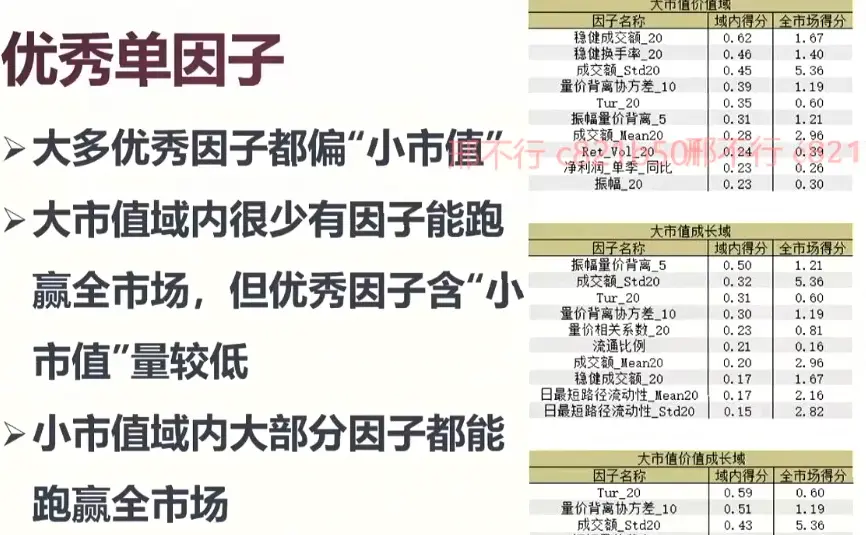 优秀单因子
➢大多优秀因子都偏“小市值”
➢大市值域内很少有因子能跑
赢全市场，但优秀因子含“小
市值”量较低
➢小市值域内大部分因子都能
跑赢全市场
大市值价值域
因子名称 域内得分 全市场得分
稳健成交额_20 0.62 1.67
稳健换手率_20 0.46 1.40
成交额_Std20 0.45 5.36
量价背离协方差_10 0.39 1.19
Tur_20 0.35 0.60
振幅量价背离_5 0.31 1.21
成交额_Mean20 0.28 2.96
Ret_Vol_20 0.24 0.39
净利润_单季_同比 0.23 0.26
振幅_20 0.23 0.30
大市值成长域
因子名称 域内得分 全市场得分
振幅量价背离_5 0.50 1.21
成交额_Std20 0.32 5.36
Tur_20 0.31 0.60
量价背离协方差_10 0.30 1.19
量价相关系数_20 0.23 0.81
流通比例 0.21 0.16
成交额_Mean20 0.20 2.96
稳健成交额_20 0.17 1.67
日最短路径流动性_Mean20 0.17 2.16
日最短路径流动性_Std20 0.15 2.82
大市值价值成长域
因子名称 域内得分 全市场得分
Tur_20 0.59 0.60
量价背离协方差_10 0.51 1.19
成交额_Std20 0.43 5.36